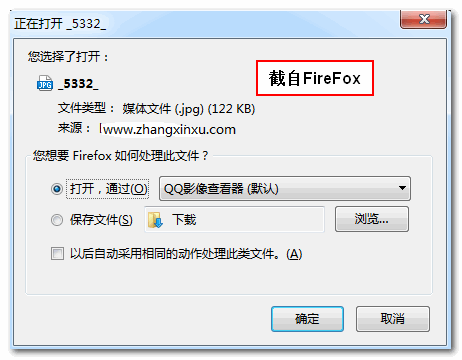 正在打开 _5332_
您选择了打开：
截自FireFox
JPG
_5332_
文件类型： 媒体文件 (.jpg) (122 KB)
来源： www.zhangxinxu.com
您想要 Firefox 如何处理此文件？
打开，通过(O) QQ影像查看器 (默认)
保存文件(S) 下载 浏览...
以后自动采用相同的动作处理此类文件。(A)
确定 取消